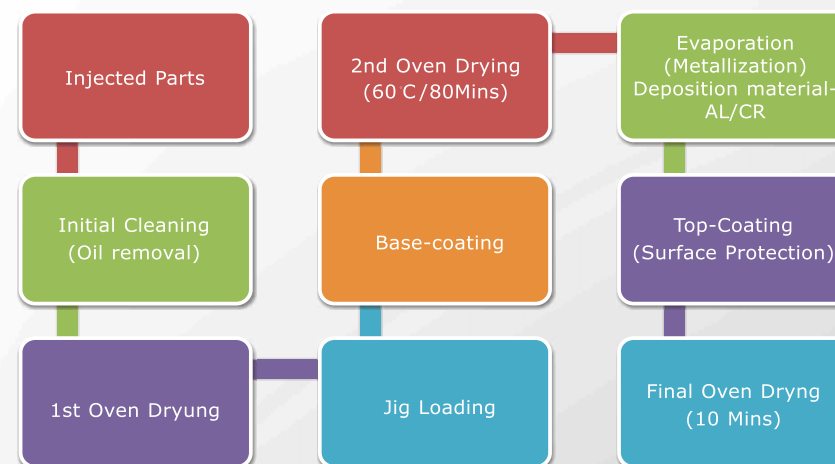 Injected Parts
Initial Cleaning
(Oil removal)
1st Oven Dryung
Jig Loading
Base-coating
2nd Oven Drying
(60℃/80Mins)
Evaporation
(Metallization)
Deposition material-
AL/CR
Top-Coating
(Surface Protection)
Final Oven Dryng
(10 Mins)